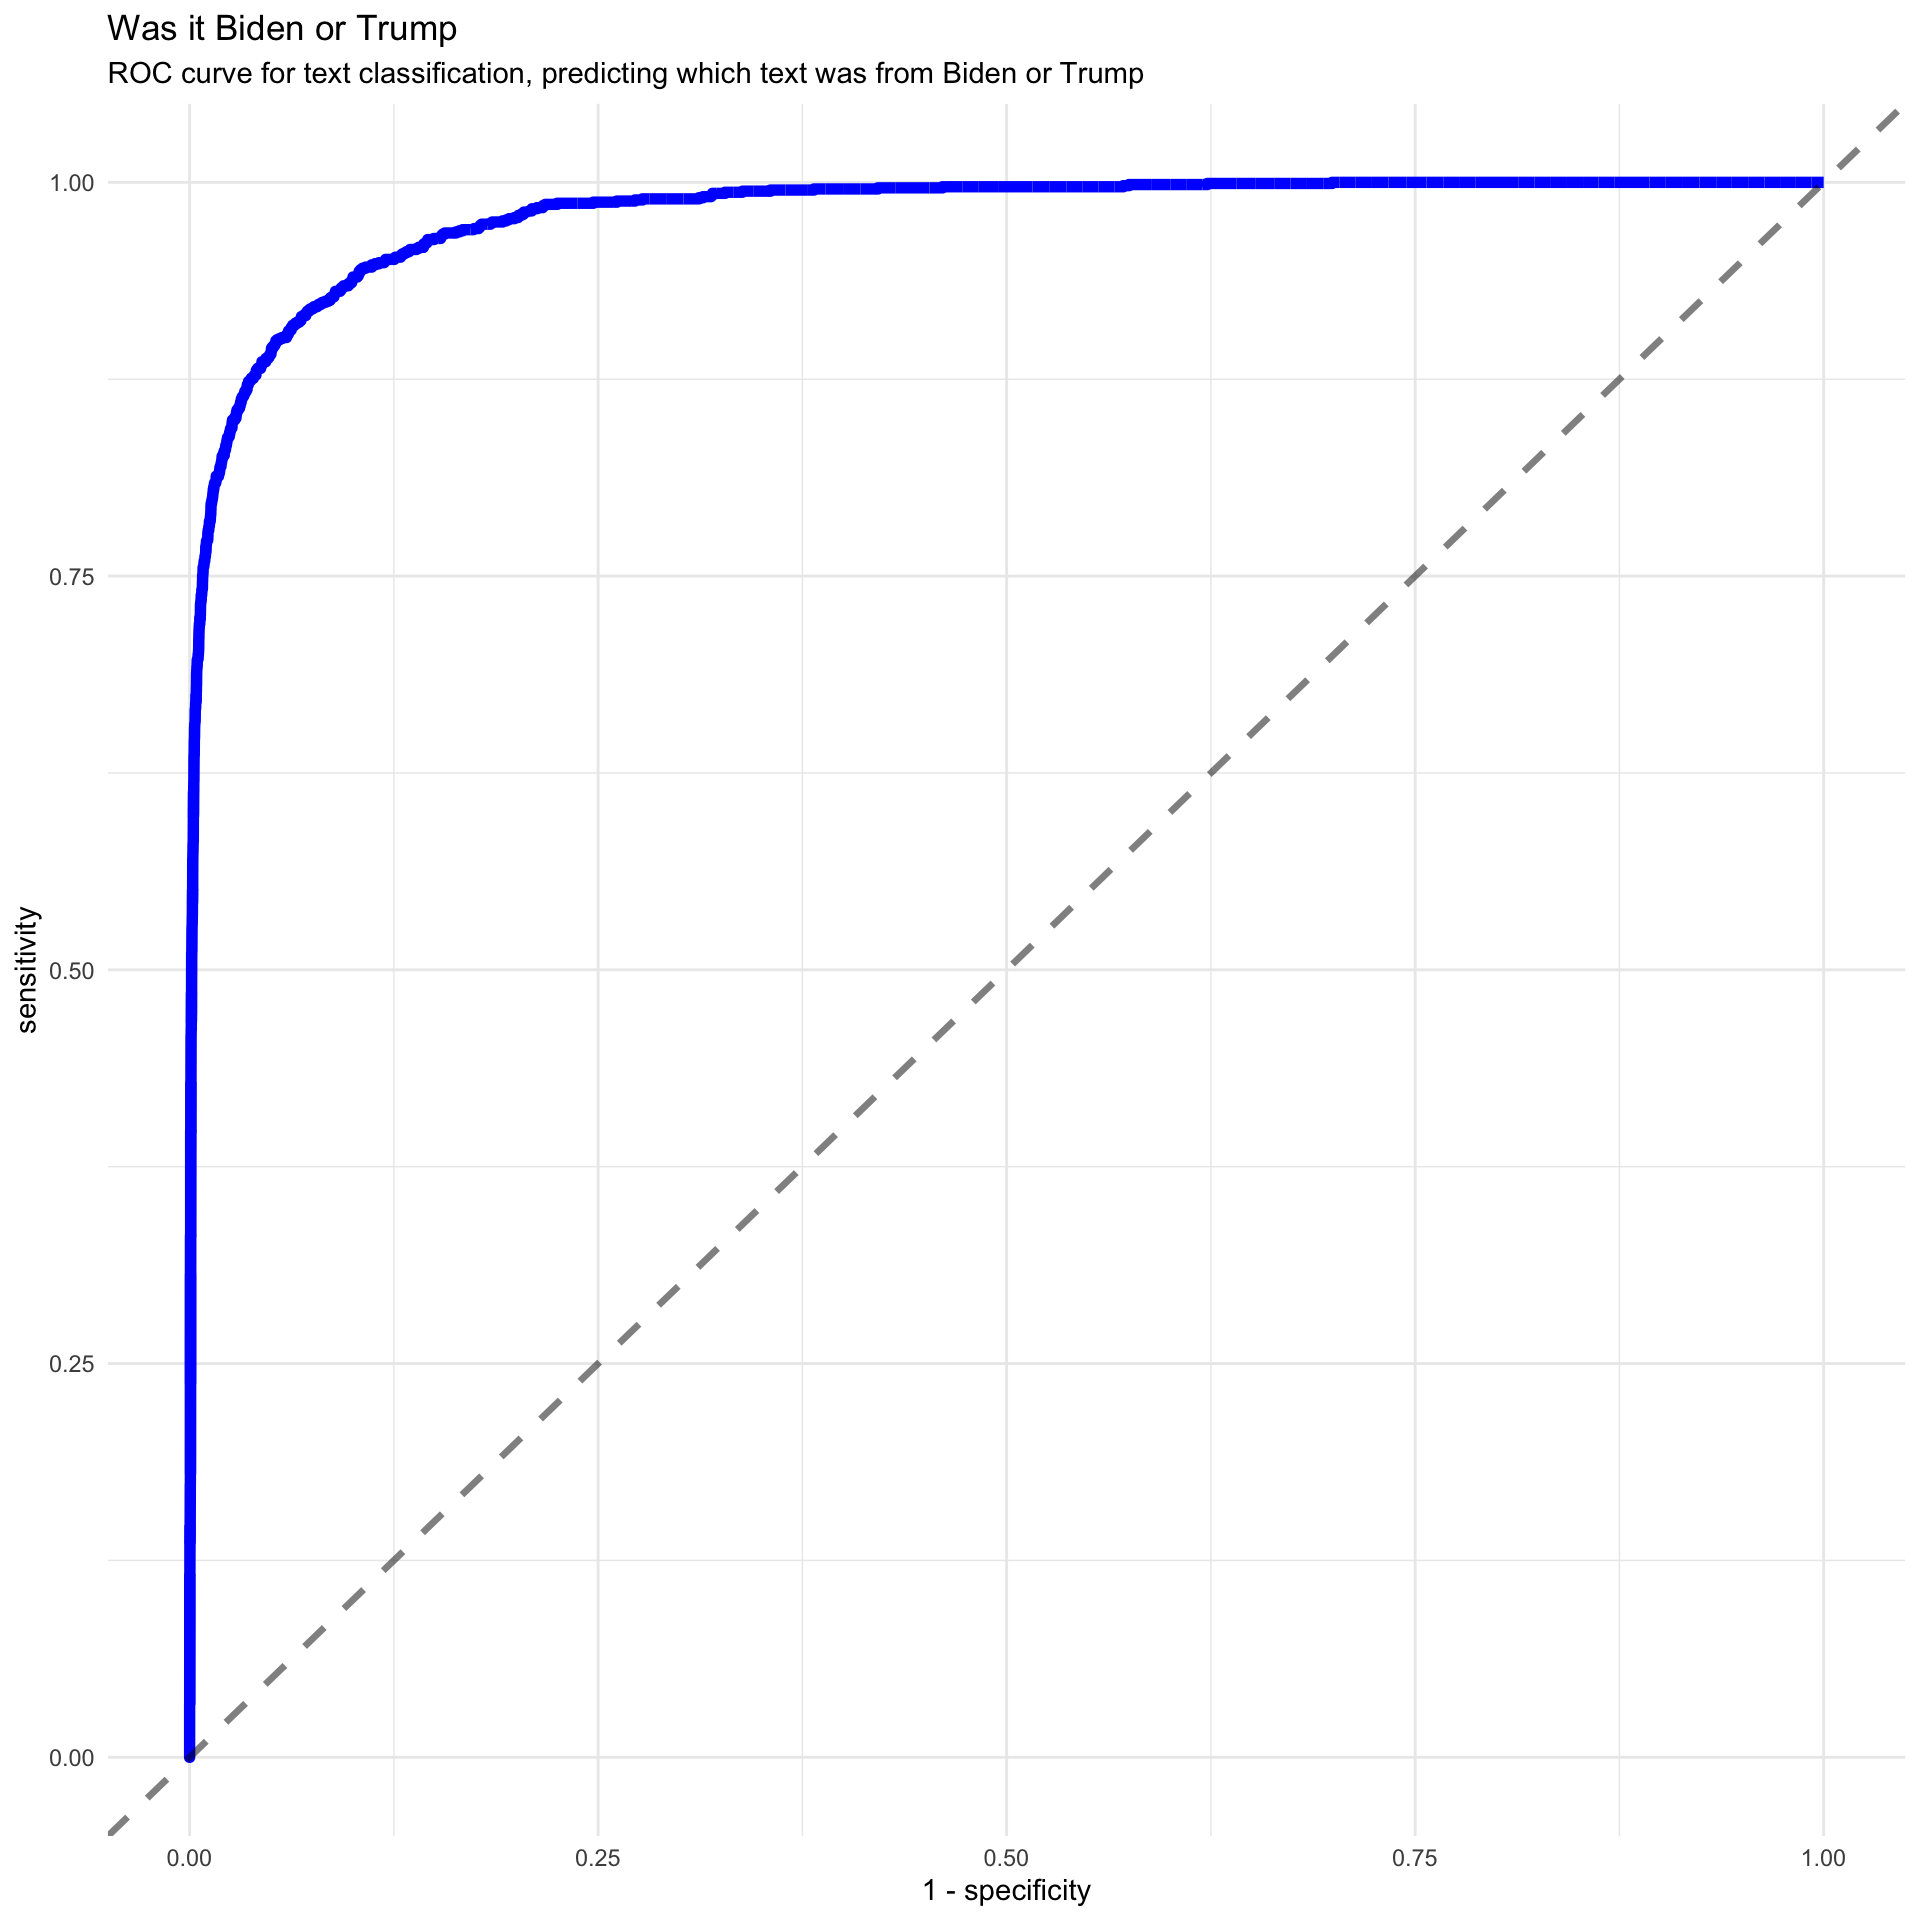 Was it Biden or Trump
ROC curve for text classification, predicting which text was from Biden or Trump
1.00
0.75
0.50
0.25
0.00
sensitivity
0.00 0.25 0.50 0.75 1.00
1 - specificity